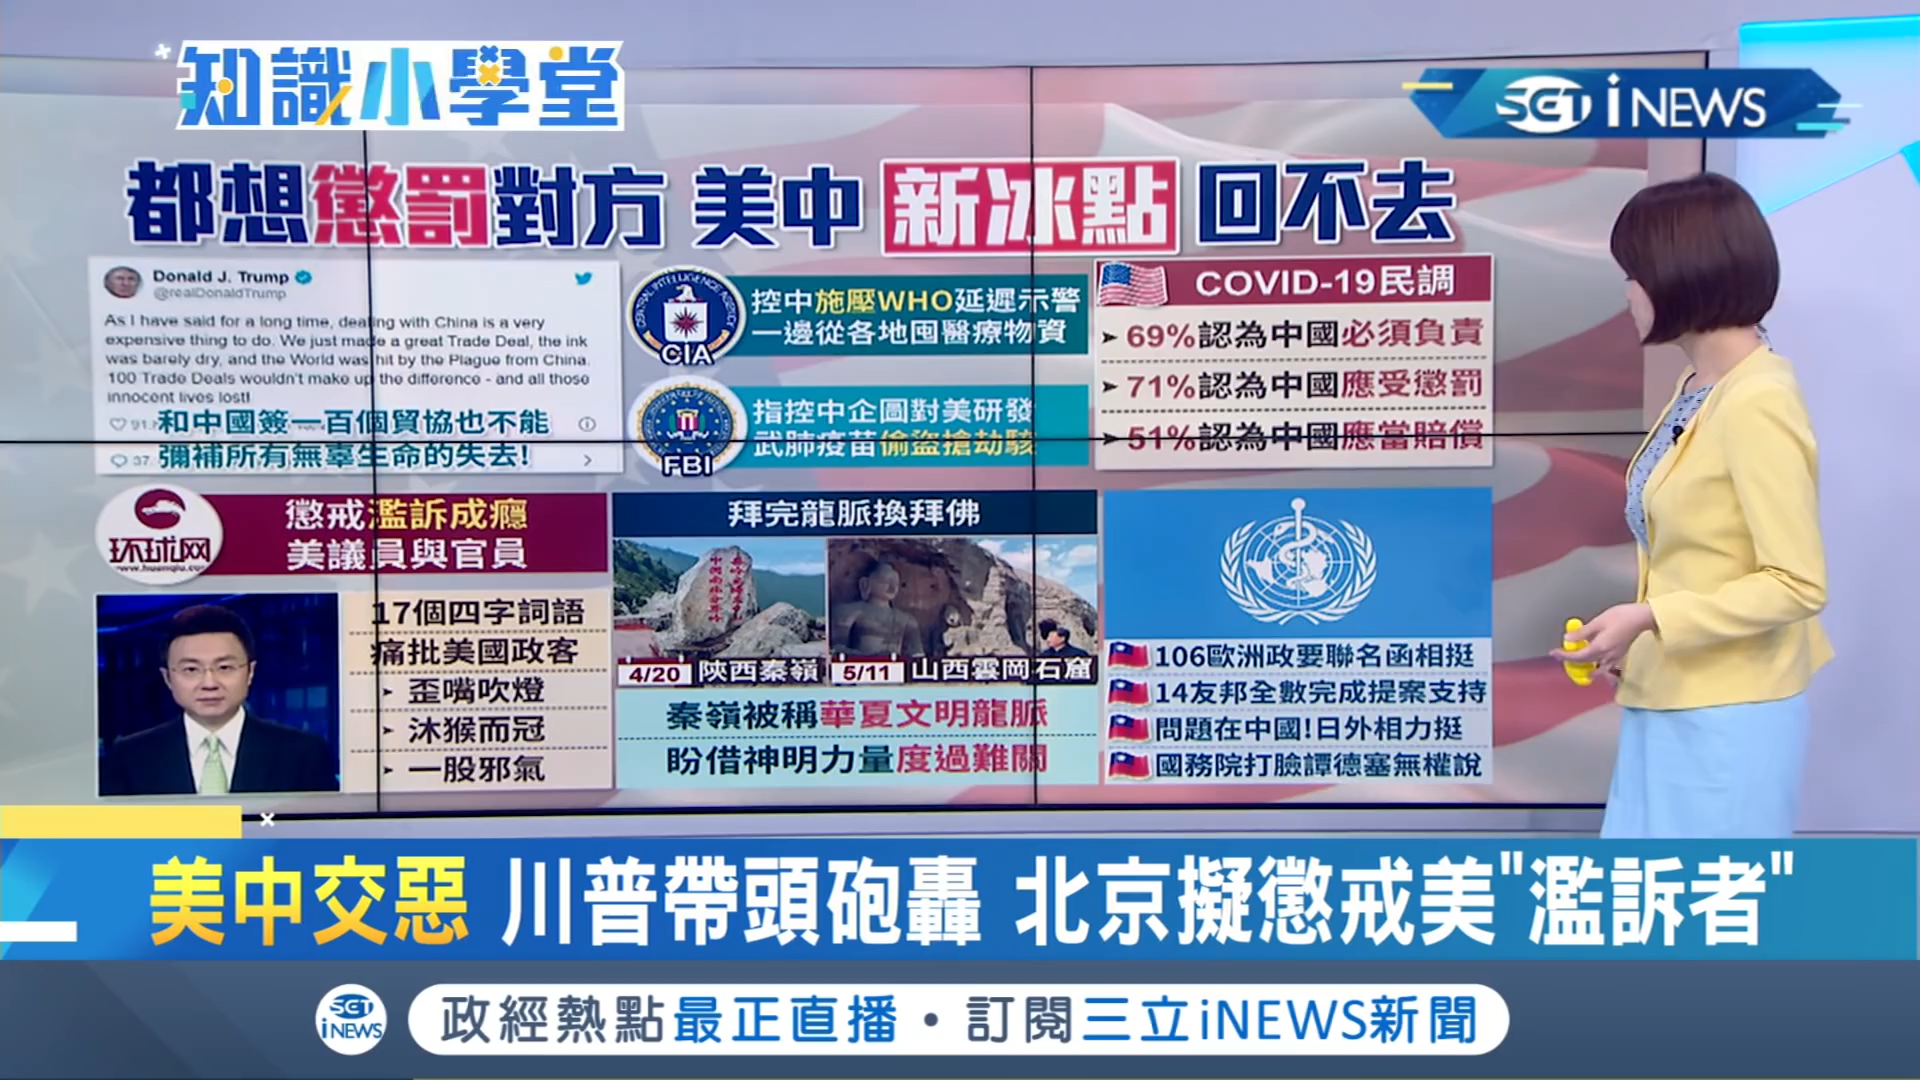 知識小學堂
SET iNEWS
都想懲罰對方 美中 新冰點 回不去
Donald J. Trump
@realDonaldTrump
As I have said for a long time, dealing with China is a very
expensive thing to do. We just made a great Trade Deal, the ink
was barely dry, and the World was hit by the Plague from China.
100 Trade Deals wouldn't make up the difference - and all those
innocent lives lost!
和中國簽一百個貿協也不能
彌補所有無辜生命的失去!
CENTRAL INTELLIGENCE AGENCY
CIA
控中施壓WHO延遲示警
一邊從各地囤醫療物資
FBI
指控中企圖對美研發
武肺疫苗偷盜搶劫駭
COVID-19民調
69%認為中國必須負責
71%認為中國應受懲罰
51%認為中國應當賠償
环球网
www.huanqiu.com
懲戒濫訴成癮
美議員與官員
17個四字詞語
痛批美國政客
歪嘴吹燈
沐猴而冠
一股邪氣
拜完龍脈換拜佛
4/20 陝西秦嶺
5/11 山西雲岡石窟
秦嶺被稱華夏文明龍脈
盼借神明力量度過難關
106歐洲政要聯名函相挺
14友邦全數完成提案支持
問題在中國!日外相力挺
國務院打臉譚德塞無權說
美中交惡 川普帶頭砲轟 北京擬懲戒美"濫訴者"
SET iNEWS
政經熱點最正直播・訂閱三立iNEWS新聞